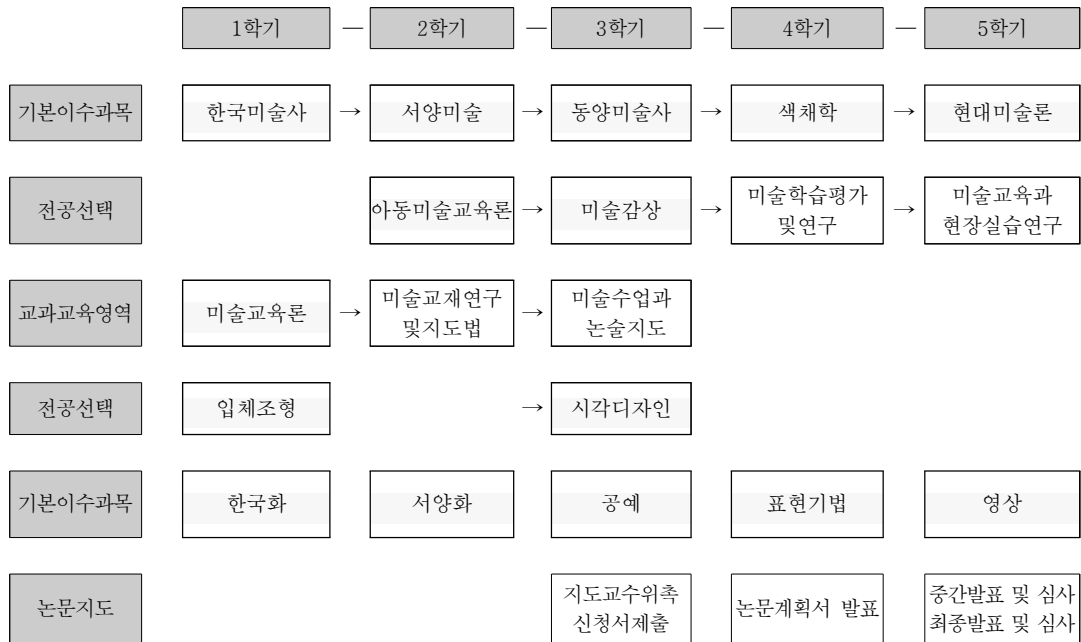 1학기 — 2학기 — 3학기 — 4학기 — 5학기
기본이수과목 한국미술사 → 서양미술 → 동양미술사 → 색채학 → 현대미술론
전공선택 아동미술교육론 → 미술감상 → 미술학습평가 및연구 → 미술교육과 현장실습연구
교과교육영역 미술교육론 → 미술교재연구 및지도법 → 미술수업과 논술지도
전공선택 입체조형 → 시각디자인
기본이수과목 한국화 서양화 공예 표현기법 영상
논문지도 지도교수위촉 신청서제출 논문계획서 발표 중간발표 및 심사 최종발표 및 심사